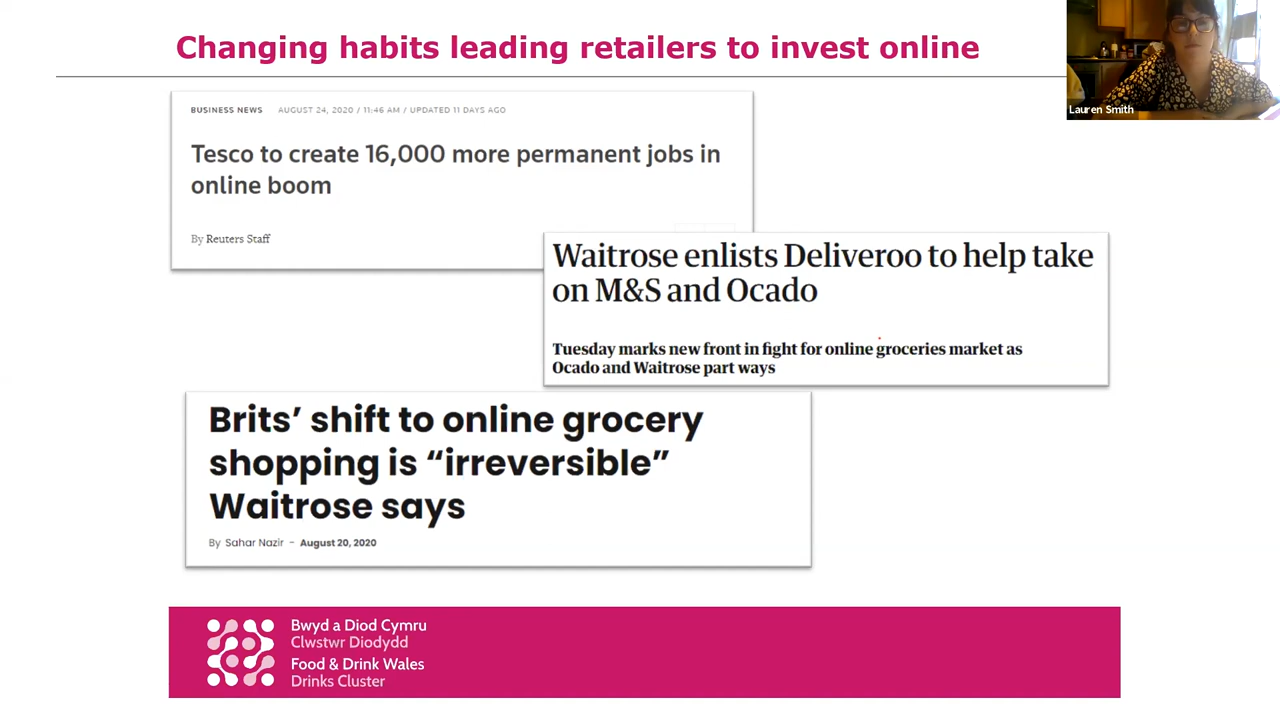 Changing habits leading retailers to invest online
Lauren Smith
BUSINESS NEWS AUGUST 24, 2020 / 11:46 AM / UPDATED 11 DAYS AGO
Tesco to create 16,000 more permanent jobs in
online boom
By Reuters Staff
Waitrose enlists Deliveroo to help take
on M&S and Ocado
Tuesday marks new front in fight for online groceries market as
Ocado and Waitrose part ways
Brits’ shift to online grocery
shopping is “irreversible”
Waitrose says
By Sahar Nazir - August 20, 2020
Bwyd a Diod Cymru
Clwstwr Diodydd
Food & Drink Wales
Drinks Cluster